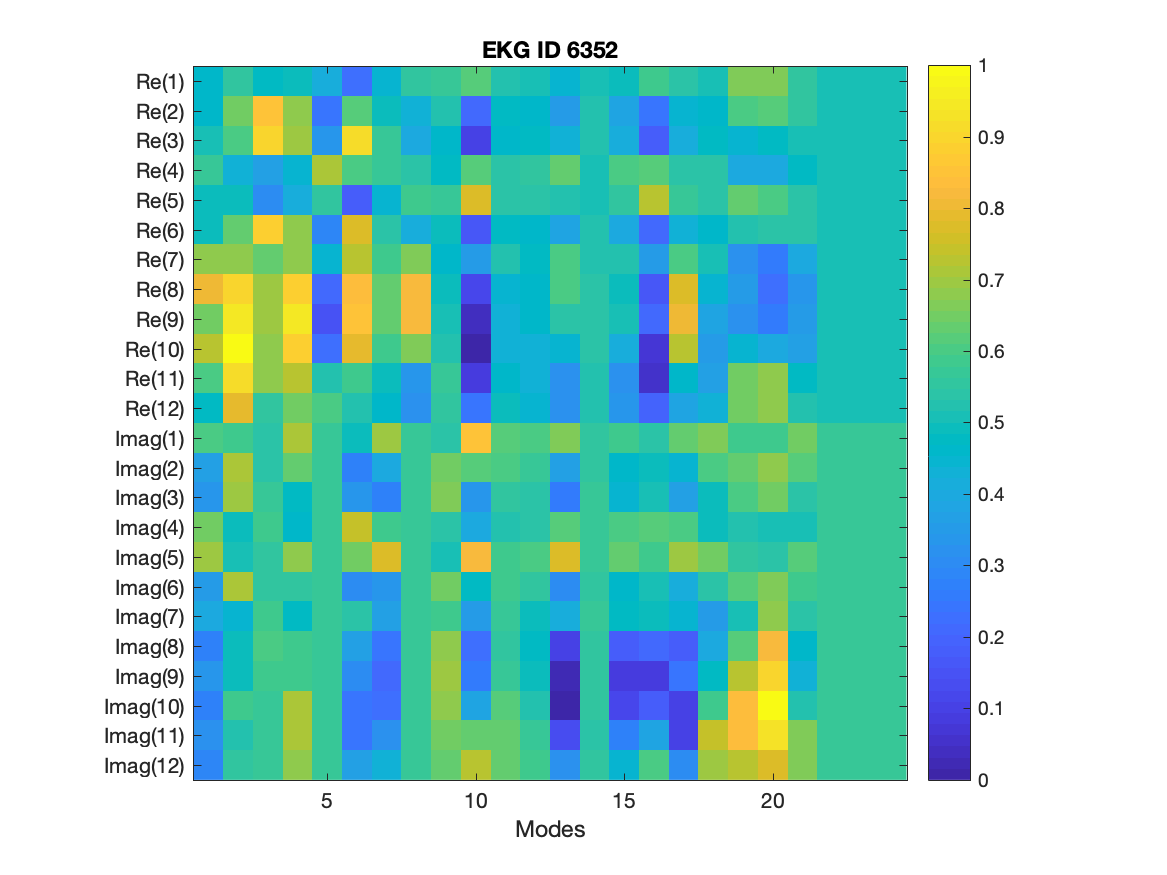 EKG ID 6352
Re(1)
Re(2)
Re(3)
Re(4)
Re(5)
Re(6)
Re(7)
Re(8)
Re(9)
Re(10)
Re(11)
Re(12)
Imag(1)
Imag(2)
Imag(3)
Imag(4)
Imag(5)
Imag(6)
Imag(7)
Imag(8)
Imag(9)
Imag(10)
Imag(11)
Imag(12)
5 10 15 20
Modes
1
0.9
0.8
0.7
0.6
0.5
0.4
0.3
0.2
0.1
0